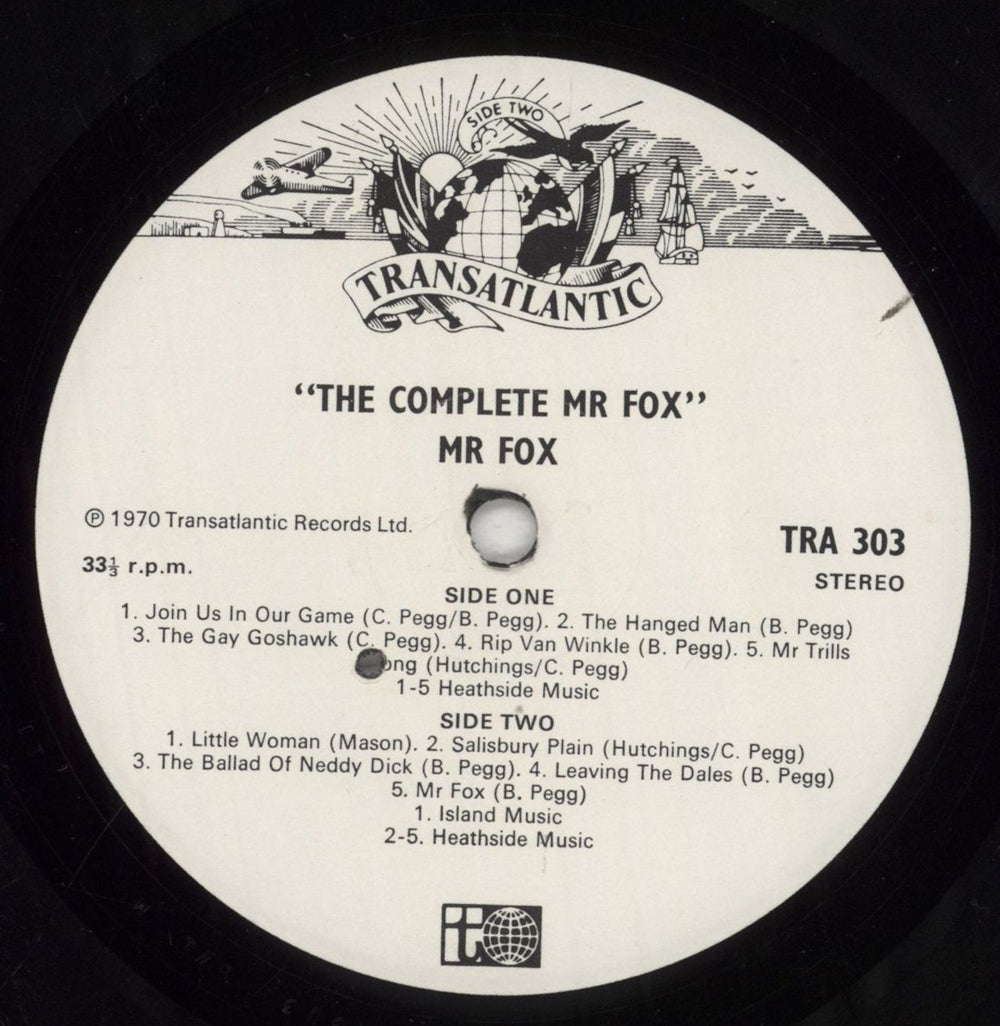 SIDE TWO
TRANSATLANTIC
“THE COMPLETE MR FOX”
MR FOX
℗ 1970 Transatlantic Records Ltd.
33⅓ r.p.m.
TRA 303
STEREO
SIDE ONE
1. Join Us In Our Game (C. Pegg/B. Pegg). 2. The Hanged Man (B. Pegg)
3. The Gay Goshawk (C. Pegg). 4. Rip Van Winkle (B. Pegg). 5. Mr Trills
ong (Hutchings/C. Pegg)
1-5 Heathside Music
SIDE TWO
1. Little Woman (Mason). 2. Salisbury Plain (Hutchings/C. Pegg)
3. The Ballad Of Neddy Dick (B. Pegg). 4. Leaving The Dales (B. Pegg)
5. Mr Fox (B. Pegg)
1. Island Music
2-5. Heathside Music
it